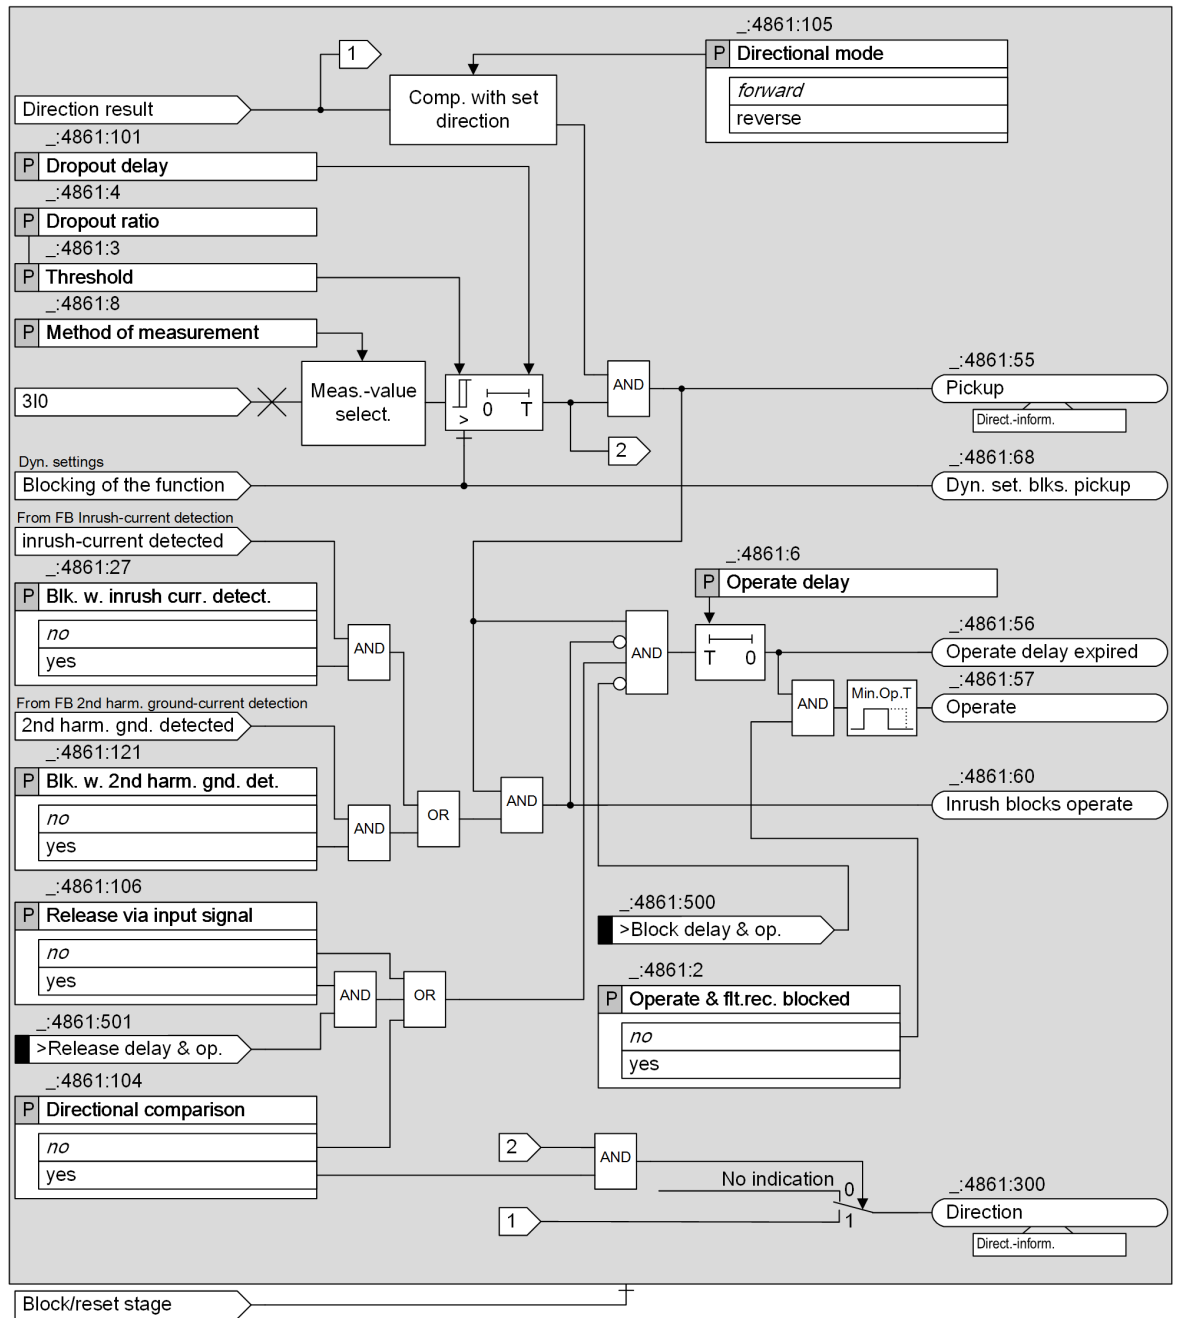 _:4861:105
1
P Directional mode
forward
reverse
Comp. with set
direction
Direction result
_:4861:101
P Dropout delay
_:4861:4
P Dropout ratio
_:4861:3
P Threshold
_:4861:8
P Method of measurement
3I0
Meas.-value
select.
>
0 T
AND
2
_:4861:55
Pickup
Direct.-inform.
Dyn. settings
Blocking of the function
_:4861:68
Dyn. set. blks. pickup
From FB Inrush-current detection
inrush-current detected
_:4861:27
P Blk. w. inrush curr. detect.
no
yes
AND
_:4861:6
P Operate delay
AND
T 0
_:4861:56
Operate delay expired
_:4861:57
AND
Min.Op.T
Operate
From FB 2nd harm. ground-current detection
2nd harm. gnd. detected
_:4861:121
P Blk. w. 2nd harm. gnd. det.
no
yes
AND
OR
AND
_:4861:60
Inrush blocks operate
_:4861:106
P Release via input signal
no
yes
AND
OR
_:4861:501
>Release delay & op.
_:4861:500
>Block delay & op.
_:4861:2
P Operate & flt.rec. blocked
no
yes
_:4861:104
P Directional comparison
no
yes
2
AND
No indication
0
1
1
_:4861:300
Direction
Direct.-inform.
Block/reset stage